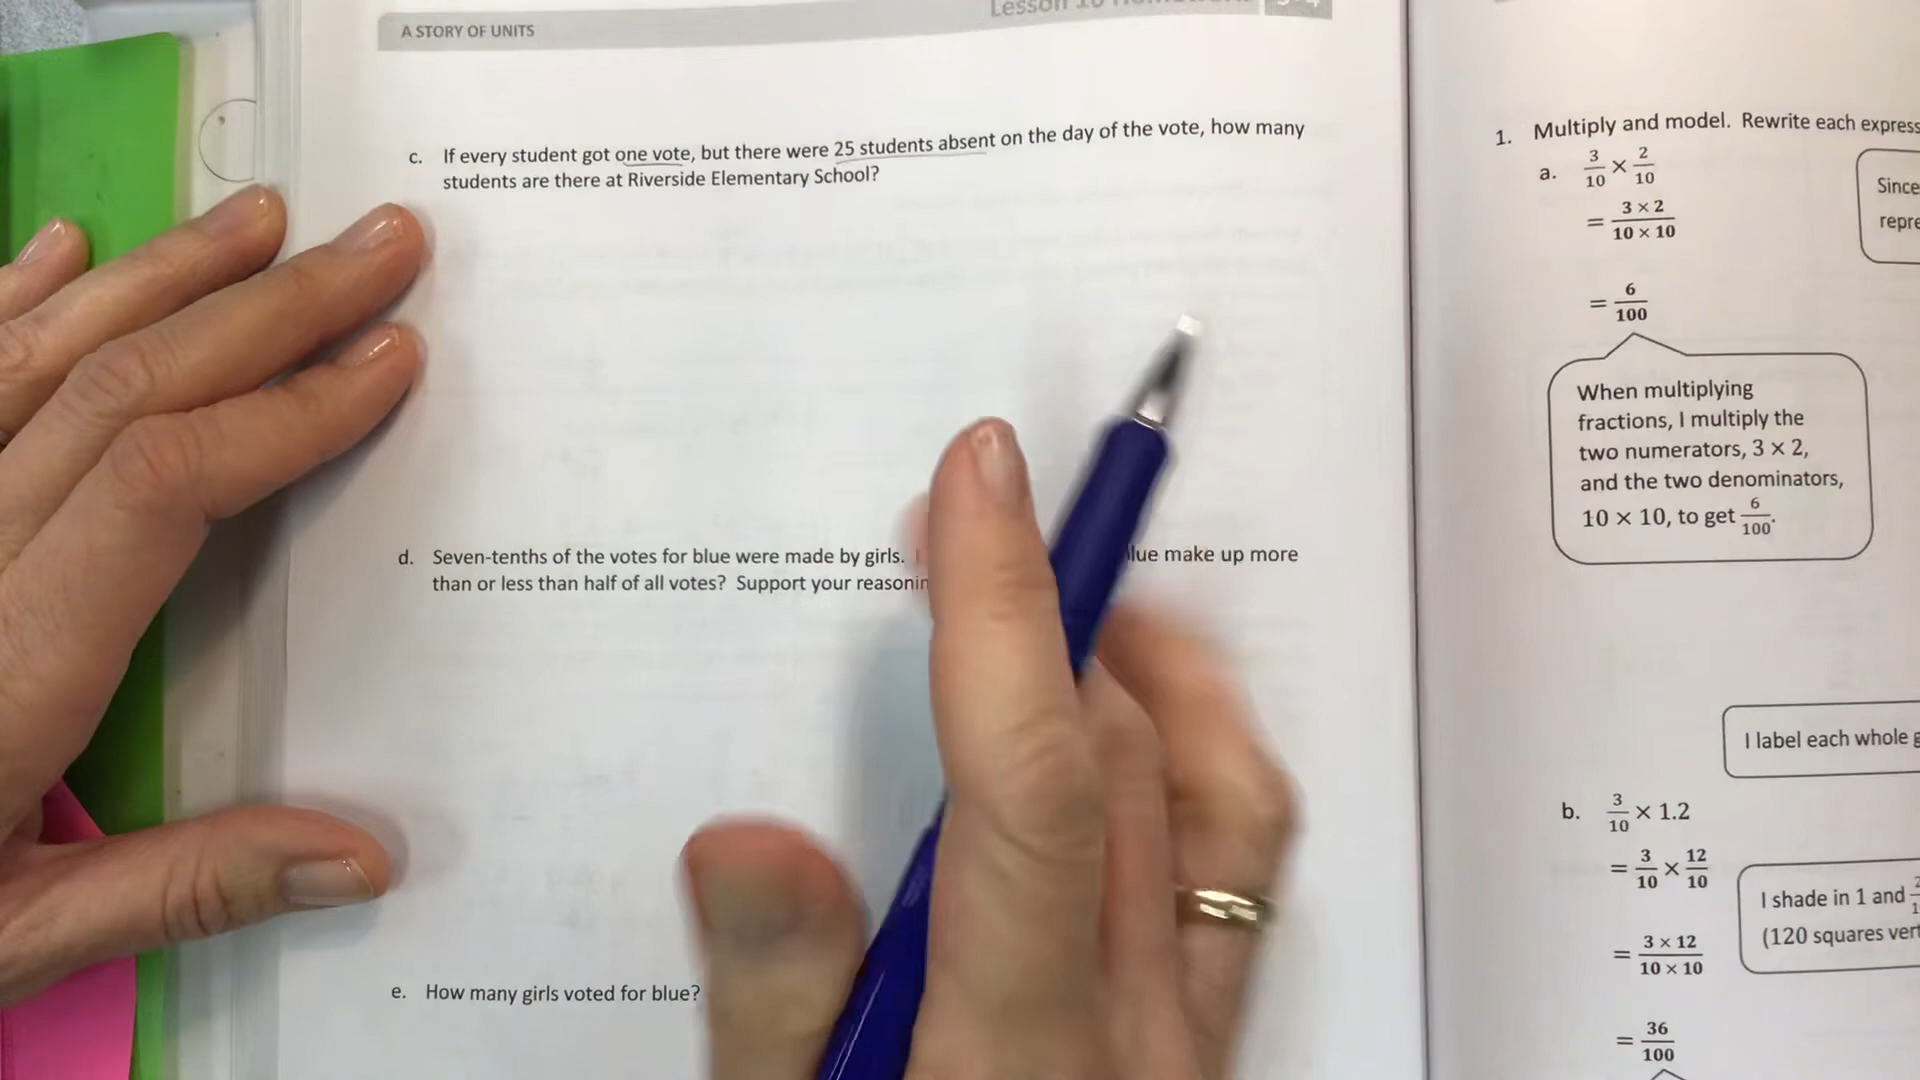 A STORY OF UNITS
Lesson
c. If every student got one vote, but there were 25 students absent on the day of the vote, how many
students are there at Riverside Elementary School?
d. Seven-tenths of the votes for blue were made by girls. make up more
than or less than half of all votes? Support your
e. How many girls voted for blue?
1. Multiply and model. Rewrite each
a. 3/10 × 2/10
= 3 × 2 / 10 × 10
= 6/100
Since
When multiplying
fractions, I multiply the
two numerators, 3 × 2,
and the two denominators,
10 × 10, to get 6/100.
I label each whole
b. 3/10 × 1.2
= 3/10 × 12/10
= 3 × 12 / 10 × 10
= 36/100
I shade in 1 and
(120 squares